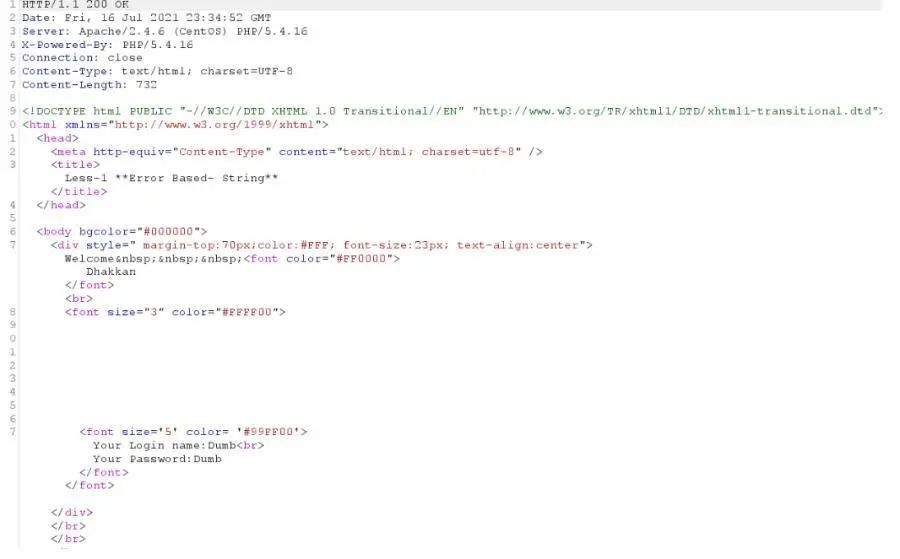 1 HTTP/1.1 200 OK
2 Date: Fri, 16 Jul 2021 23:34:52 GMT
3 Server: Apache/2.4.6 (CentOS) PHP/5.4.16
4 X-Powered-By: PHP/5.4.16
5 Connection: close
6 Content-Type: text/html; charset=UTF-8
7 Content-Length: 732
8
9 <!DOCTYPE html PUBLIC "-//W3C//DTD XHTML 1.0 Transitional//EN" "http://www.w3.org/TR/xhtml1/DTD/xhtml1-transitional.dtd">
0 <html xmlns="http://www.w3.org/1999/xhtml">
1 <head>
2 <meta http-equiv="Content-Type" content="text/html; charset=utf-8" />
3 <title>
Less-1 **Error Based- String**
</title>
4 </head>
5
6 <body bgcolor="#000000">
7 <div style=" margin-top:70px;color:#FFF; font-size:23px; text-align:center">
Welcome&nbsp;&nbsp;&nbsp;<font color="#FF0000">
Dhakkan
</font>
<br>
8 <font size="3" color="#FFFF00">
9
0
1
2
3
4
5
6
7 <font size='5' color= '#99FF00'>
Your Login name:Dumb<br>
Your Password:Dumb
</font>
</font>
</div>
</br>
</br>